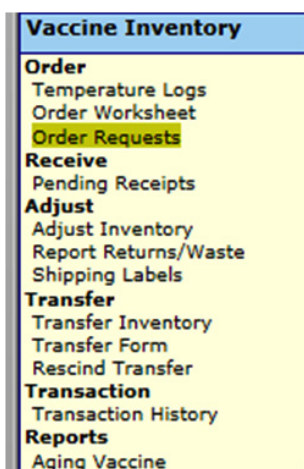 Vaccine Inventory
Order
Temperature Logs
Order Worksheet
Order Requests
Receive
Pending Receipts
Adjust
Adjust Inventory
Report Returns/Waste
Shipping Labels
Transfer
Transfer Inventory
Transfer Form
Rescind Transfer
Transaction
Transaction History
Reports
Aging Vaccine